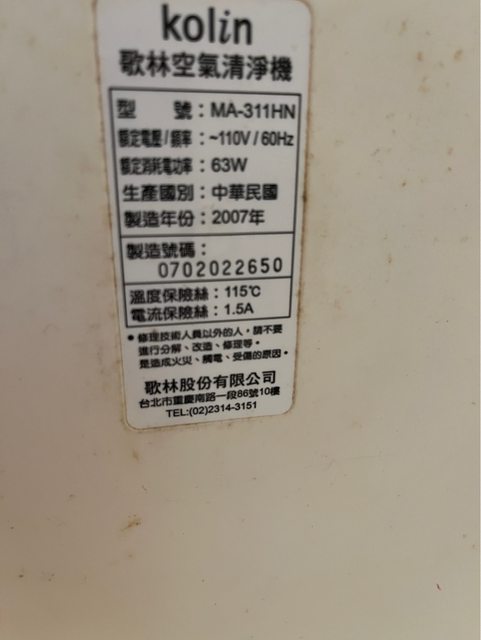 kolin
歌林空氣清淨機
型 號：MA-311HN
額定電壓/頻率：~110V/60Hz
額定消耗電功率：63W
生產國別：中華民國
製造年份：2007年
製造號碼：
0702022650
溫度保險絲：115℃
電流保險絲：1.5A
•修理技術人員以外的人，請不要
進行分解、改造、修理等。
是造成火災、觸電、受傷的原因。
歌林股份有限公司
台北市重慶南路一段86號10樓
TEL:(02)2314-3151